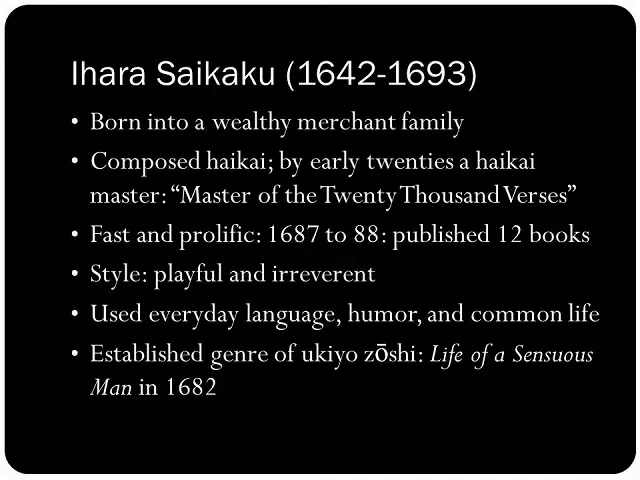 Ihara Saikaku (1642-1693)
• Born into a wealthy merchant family
• Composed haikai; by early twenties a haikai
master: “Master of the Twenty Thousand Verses”
• Fast and prolific: 1687 to 88: published 12 books
• Style: playful and irreverent
• Used everyday language, humor, and common life
• Established genre of ukiyo zōshi: Life of a Sensuous
Man in 1682